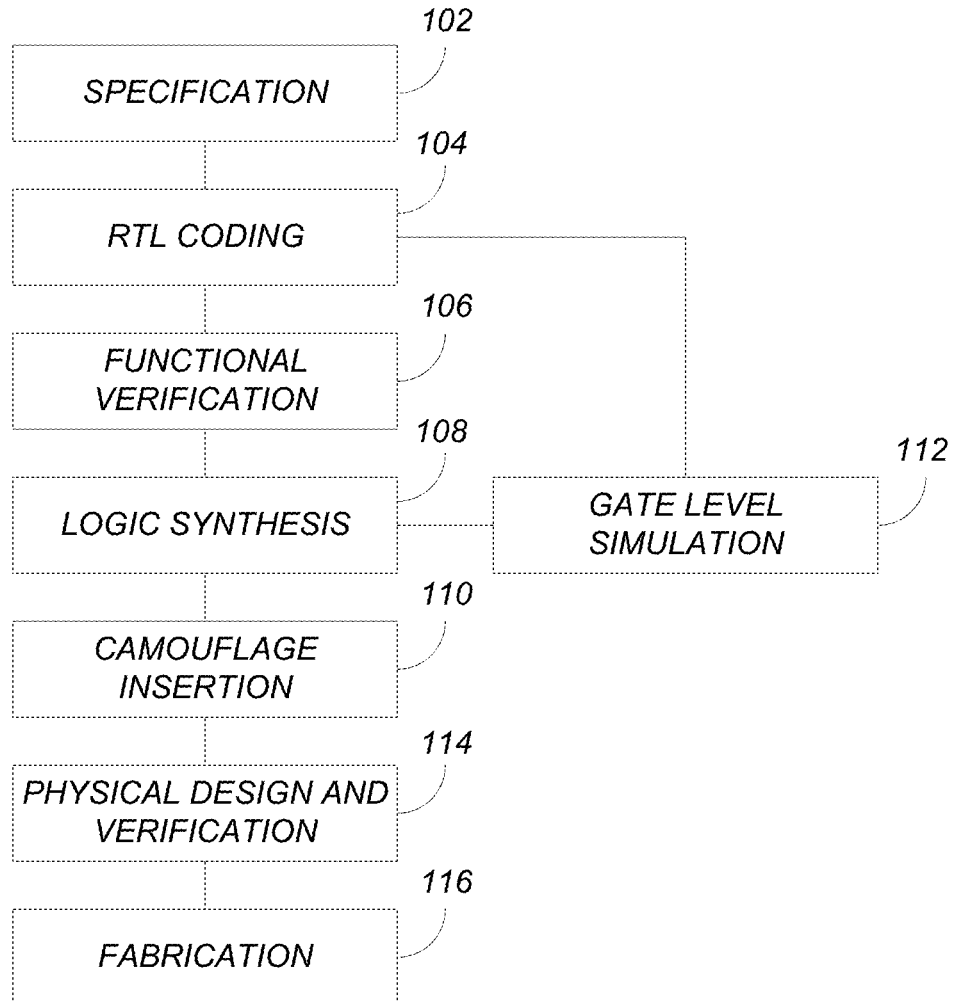 102
SPECIFICATION
104
RTL CODING
106
FUNCTIONAL
VERIFICATION
108
LOGIC SYNTHESIS
112
GATE LEVEL
SIMULATION
110
CAMOUFLAGE
INSERTION
114
PHYSICAL DESIGN AND
VERIFICATION
116
FABRICATION